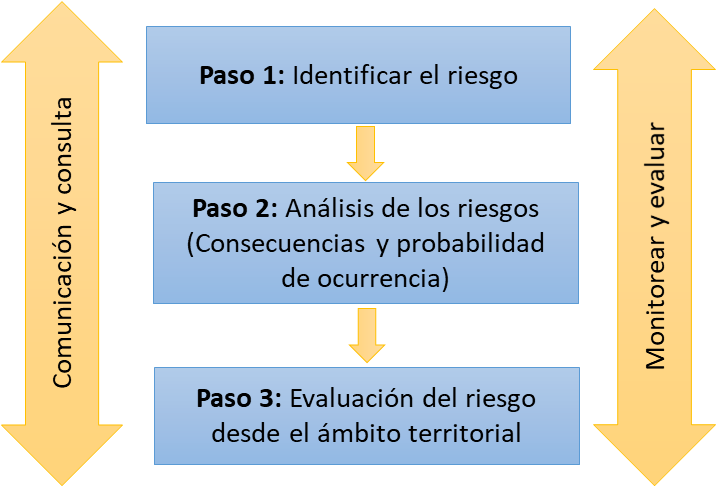 Comunicación y consulta
Paso 1: Identificar el riesgo
Paso 2: Análisis de los riesgos
(Consecuencias y probabilidad
de ocurrencia)
Paso 3: Evaluación del riesgo
desde el ámbito territorial
Monitorear y evaluar